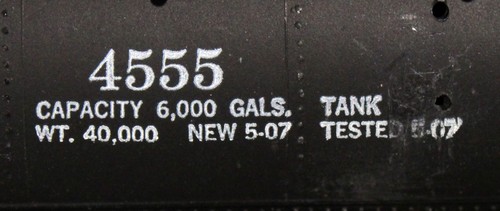 4555
CAPACITY 6,000 GALS. TANK
WT. 40,000 NEW 5-07 TESTED 5-07